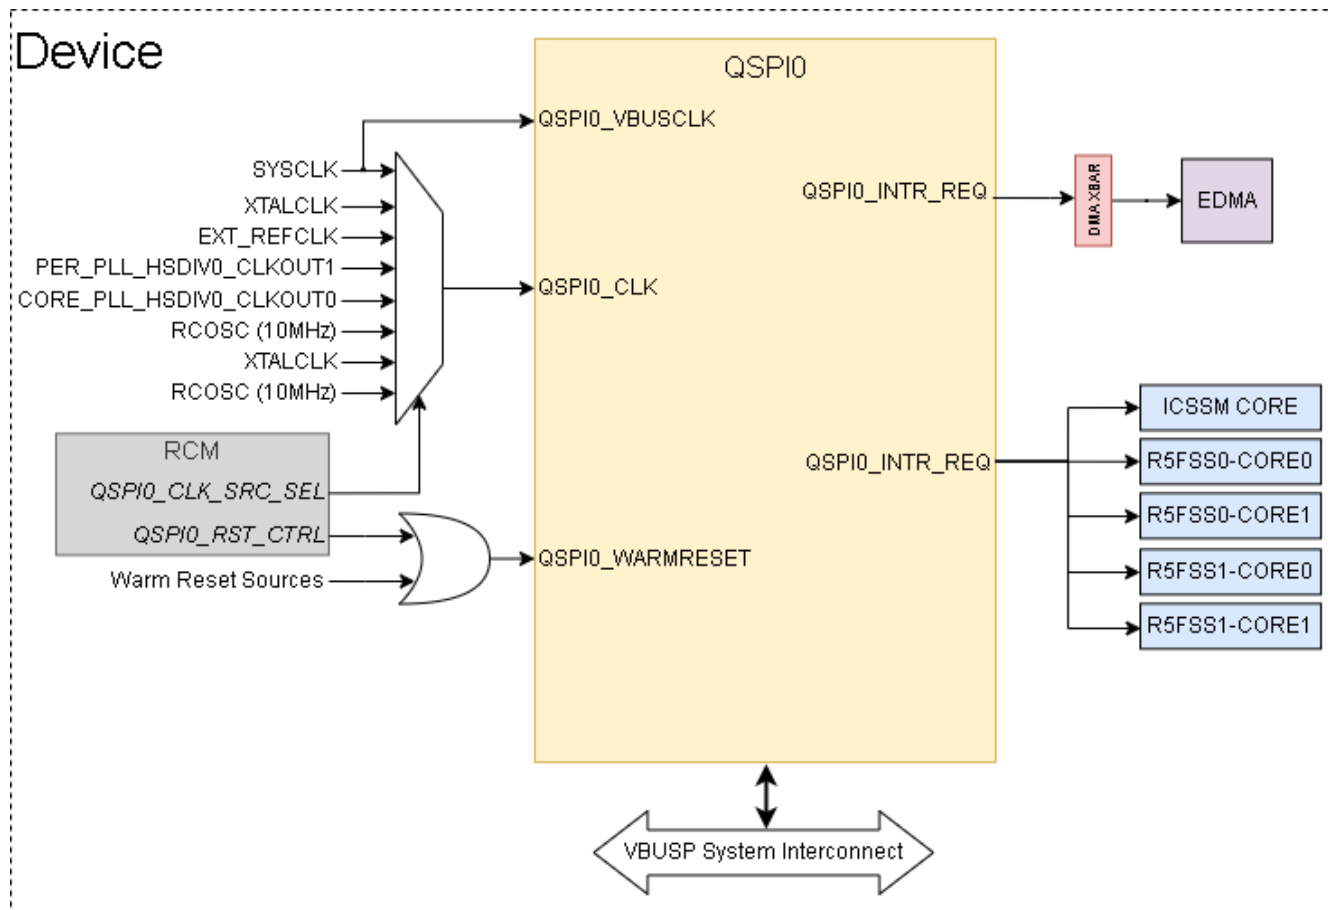 Device
QSPI0
QSPI0_VBUSCLK
SYSCLK
XTALCLK
EXT_REFCLK
PER_PLL_HSDIV0_CLKOUT1
CORE_PLL_HSDIV0_CLKOUT0
RCOSC (10MHz)
XTALCLK
RCOSC (10MHz)
QSPI0_CLK
RCM
QSPI0_CLK_SRC_SEL
QSPI0_RST_CTRL
Warm Reset Sources
QSPI0_WARMRESET
QSPI0_INTR_REQ
DMA XBAR
EDMA
QSPI0_INTR_REQ
ICSSM CORE
R5FSS0-CORE0
R5FSS0-CORE1
R5FSS1-CORE0
R5FSS1-CORE1
VBUSP System Interconnect